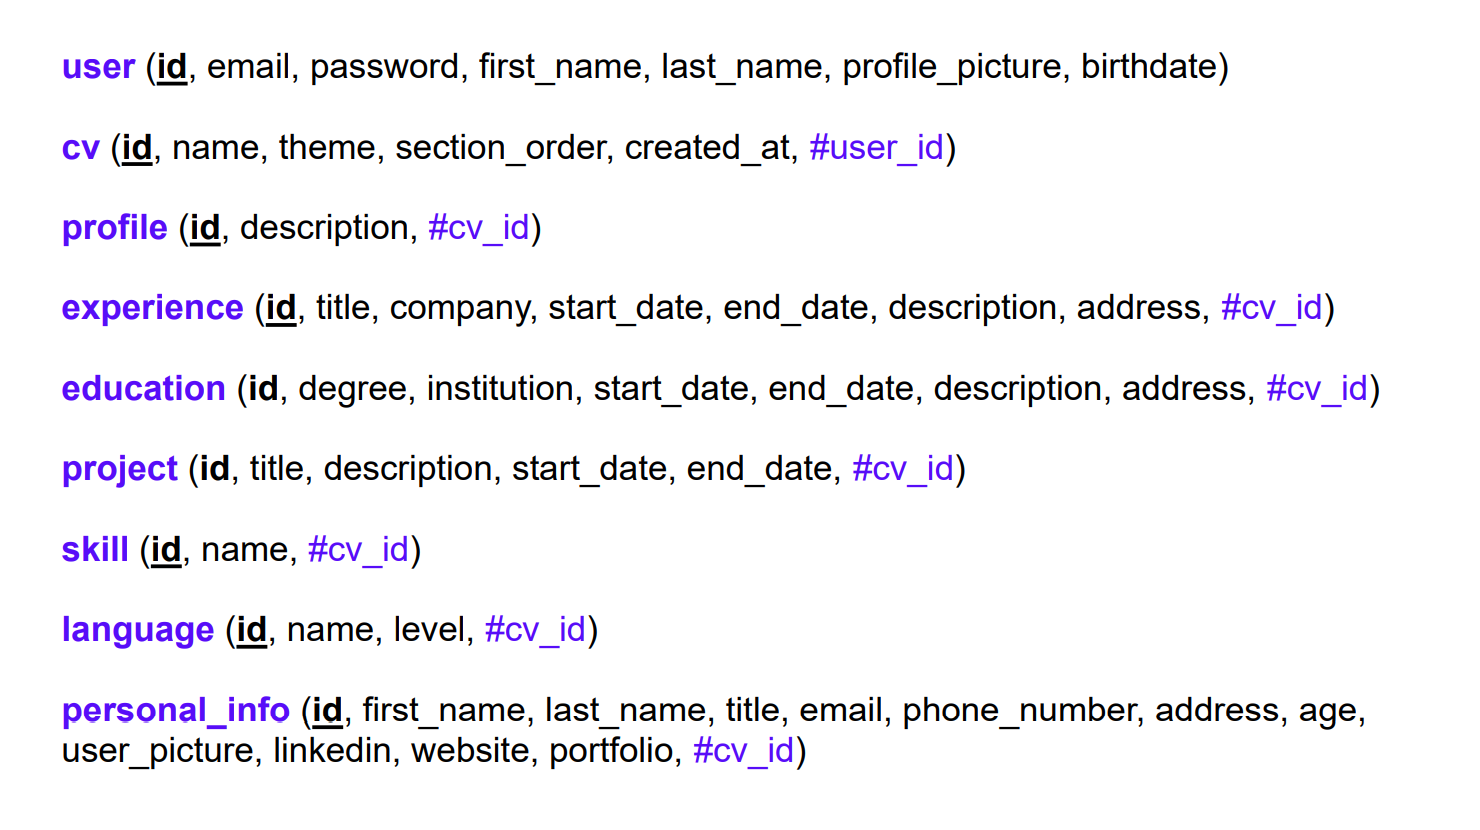 user (id, email, password, first_name, last_name, profile_picture, birthdate)
cv (id, name, theme, section_order, created_at, #user_id)
profile (id, description, #cv_id)
experience (id, title, company, start_date, end_date, description, address, #cv_id)
education (id, degree, institution, start_date, end_date, description, address, #cv_id)
project (id, title, description, start_date, end_date, #cv_id)
skill (id, name, #cv_id)
language (id, name, level, #cv_id)
personal_info (id, first_name, last_name, title, email, phone_number, address, age,
user_picture, linkedin, website, portfolio, #cv_id)